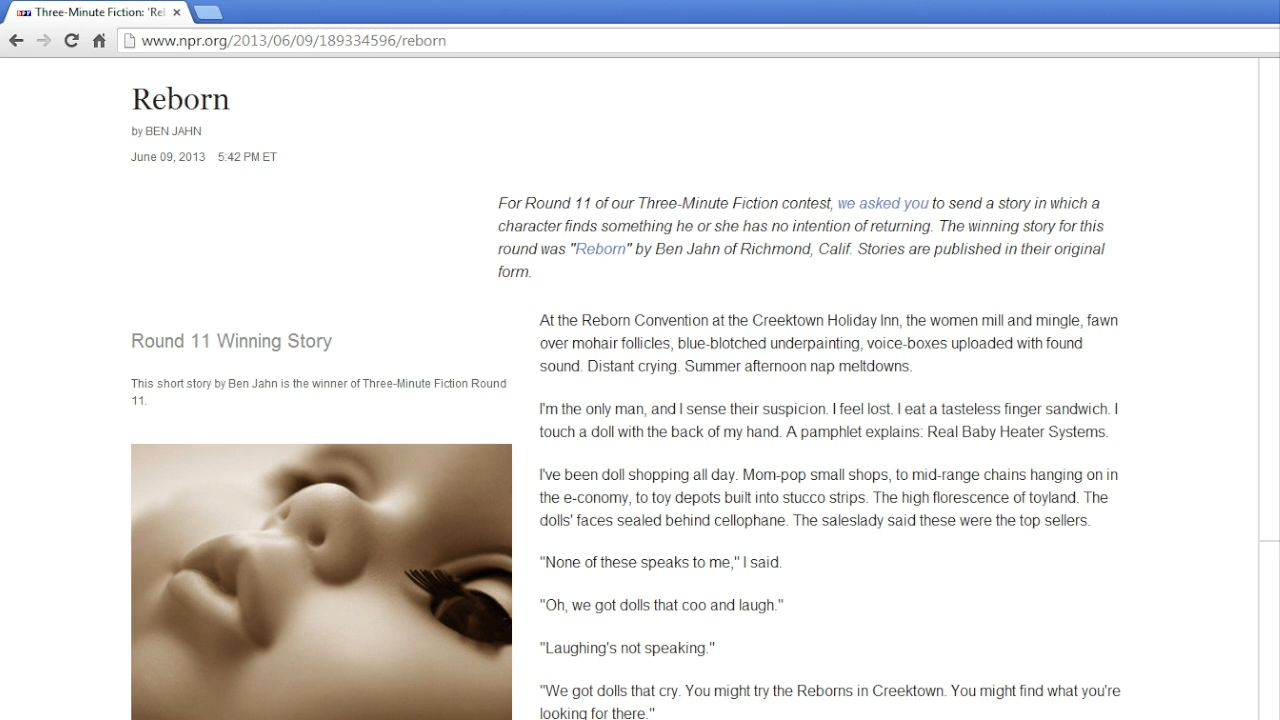 npr Three-Minute Fiction: 'Rel
www.npr.org/2013/06/09/189334596/reborn
Reborn
by BEN JAHN
June 09, 2013 5:42 PM ET
For Round 11 of our Three-Minute Fiction contest, we asked you to send a story in which a
character finds something he or she has no intention of returning. The winning story for this
round was "Reborn" by Ben Jahn of Richmond, Calif. Stories are published in their original
form.
Round 11 Winning Story
This short story by Ben Jahn is the winner of Three-Minute Fiction Round
11.
At the Reborn Convention at the Creektown Holiday Inn, the women mill and mingle, fawn
over mohair follicles, blue-blotched underpainting, voice-boxes uploaded with found
sound. Distant crying. Summer afternoon nap meltdowns.
I'm the only man, and I sense their suspicion. I feel lost. I eat a tasteless finger sandwich. I
touch a doll with the back of my hand. A pamphlet explains: Real Baby Heater Systems.
I've been doll shopping all day. Mom-pop small shops, to mid-range chains hanging on in
the e-conomy, to toy depots built into stucco strips. The high florescence of toyland. The
dolls' faces sealed behind cellophane. The saleslady said these were the top sellers.
"None of these speaks to me," I said.
"Oh, we got dolls that coo and laugh."
"Laughing's not speaking."
"We got dolls that cry. You might try the Reborns in Creektown. You might find what you're
looking for there."